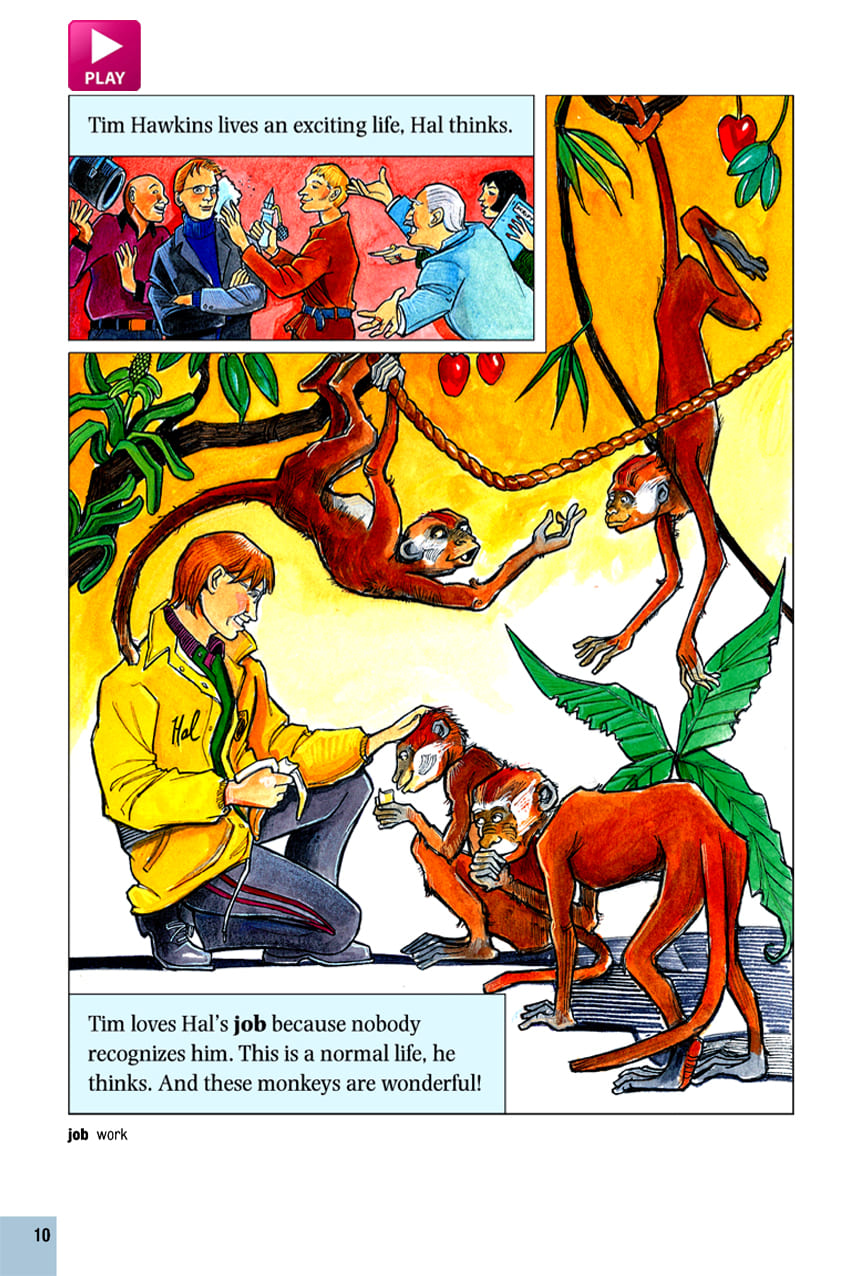 PLAY
Tim Hawkins lives an exciting life, Hal thinks.
Hal
Tim loves Hal's job because nobody
recognizes him. This is a normal life, he
thinks. And these monkeys are wonderful!
job work
10